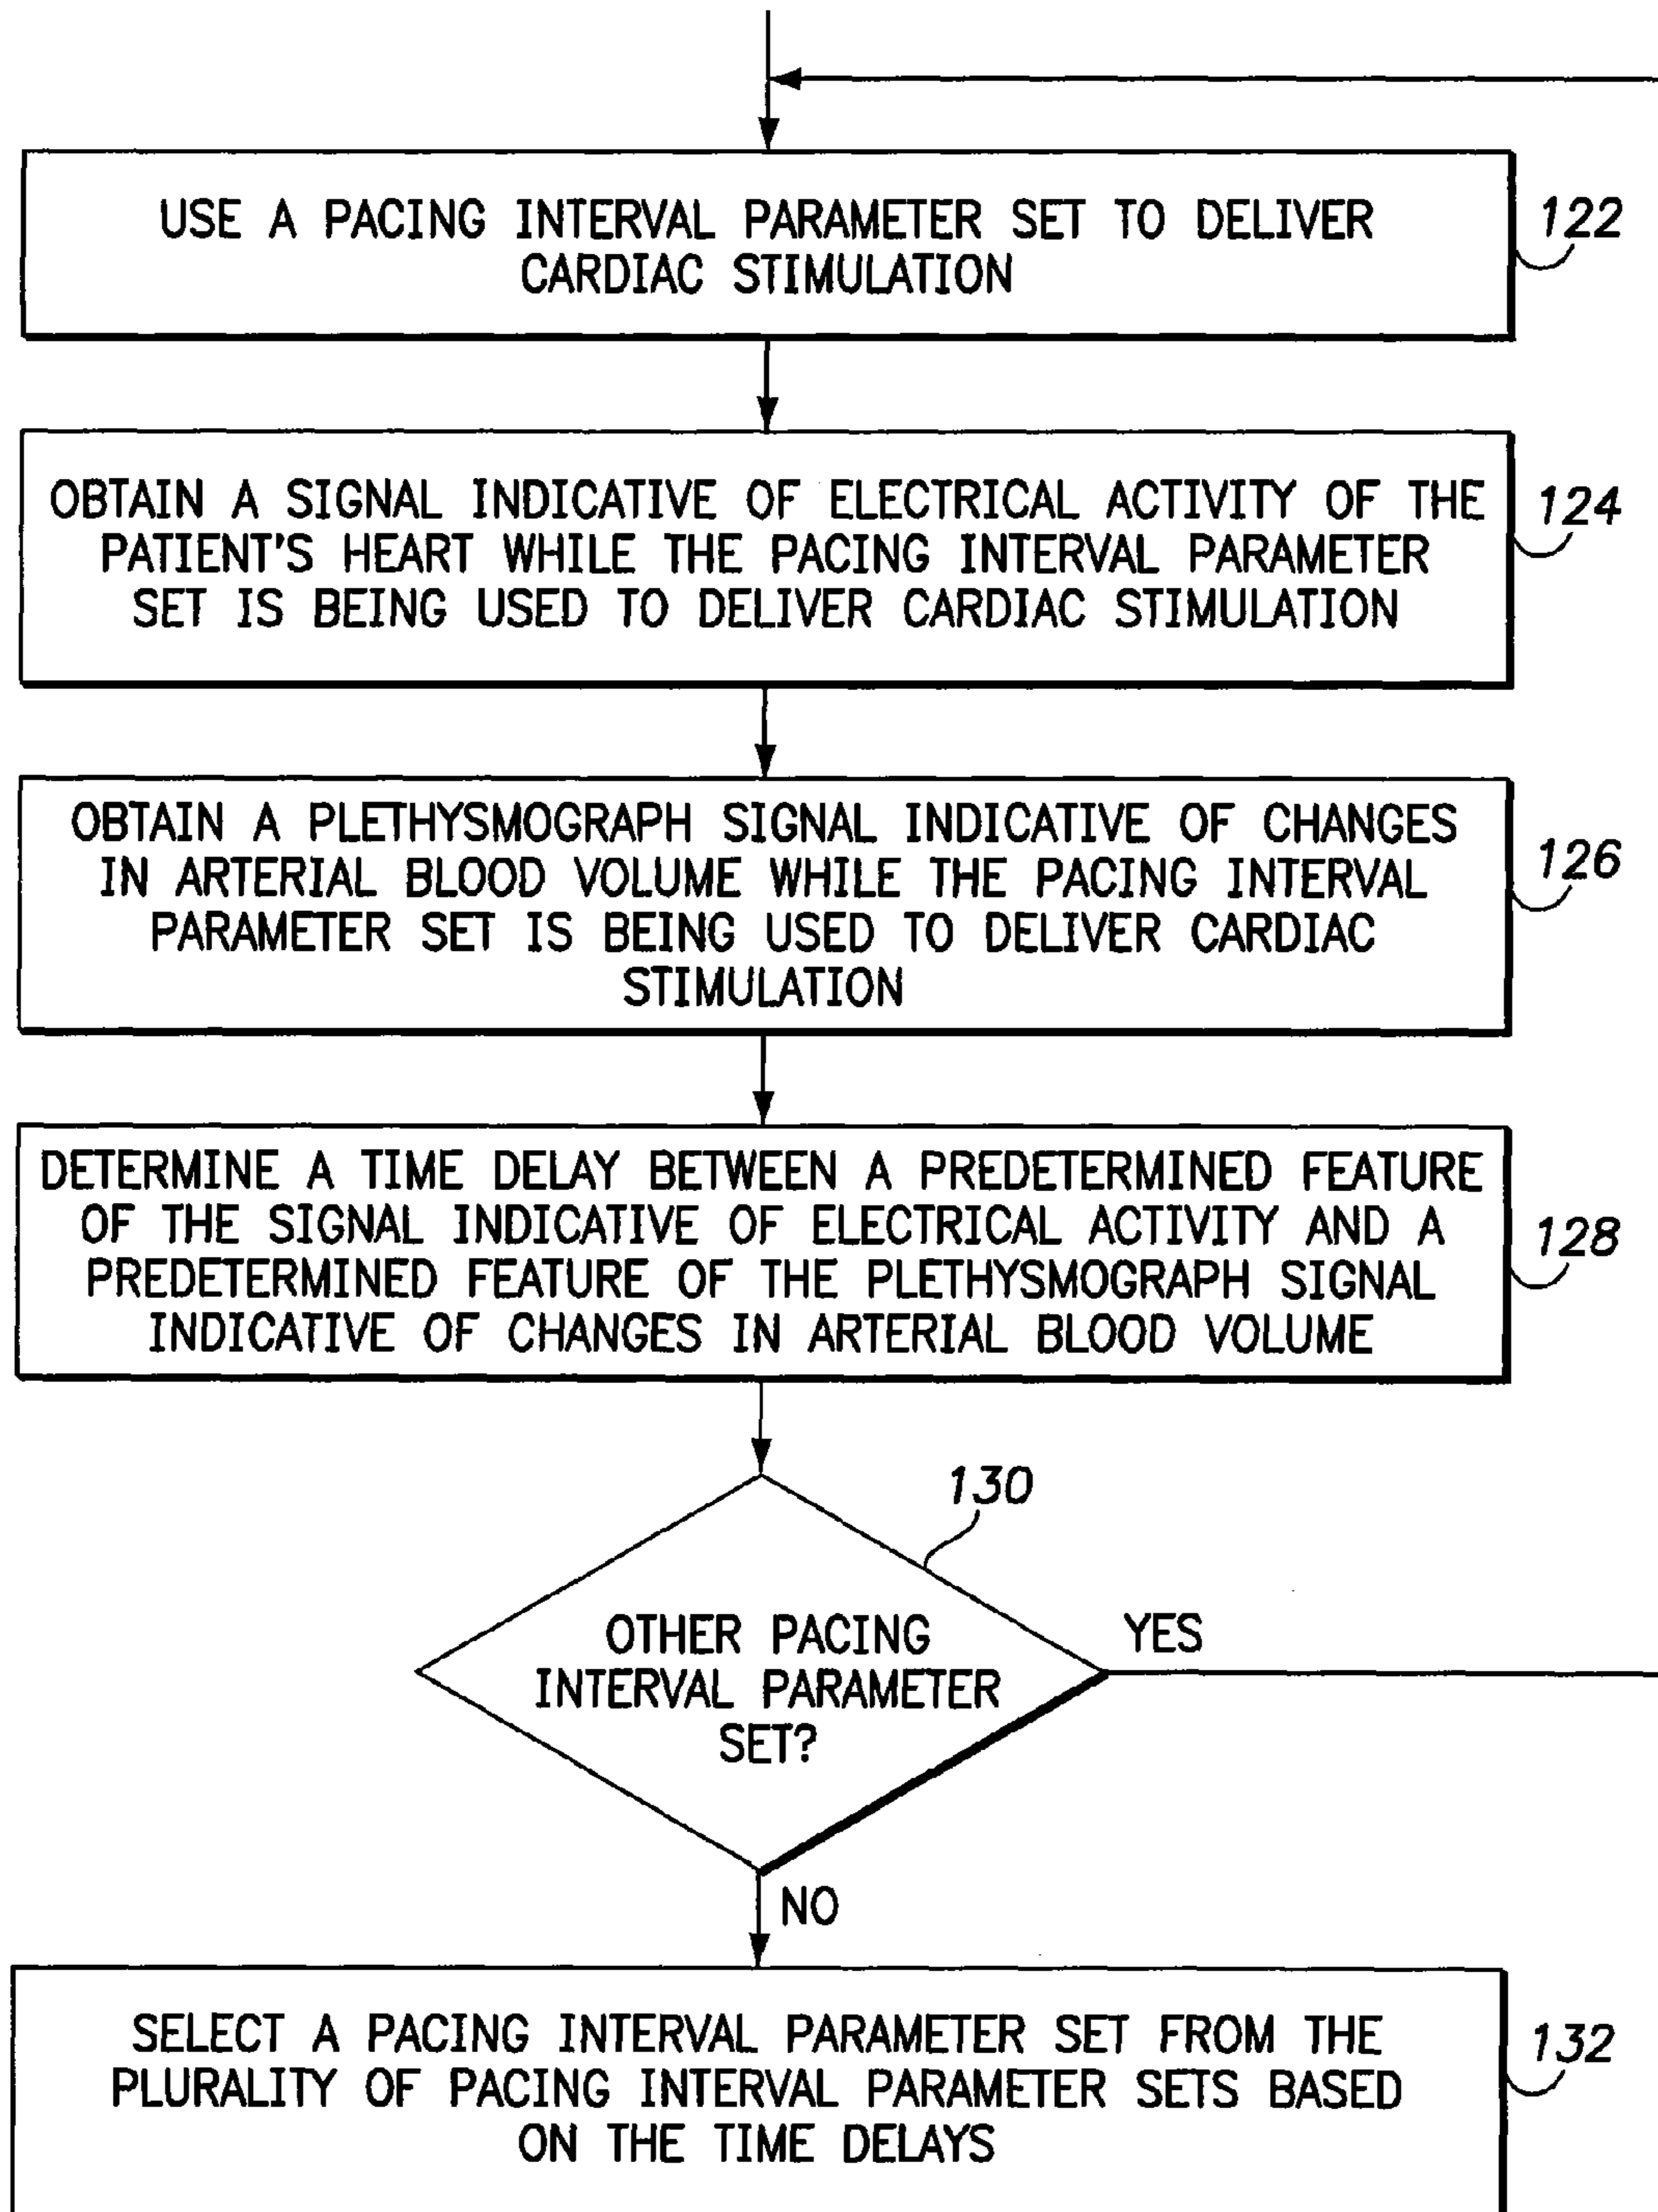 USE A PACING INTERVAL PARAMETER SET TO DELIVER
CARDIAC STIMULATION
122
OBTAIN A SIGNAL INDICATIVE OF ELECTRICAL ACTIVITY OF THE
PATIENT'S HEART WHILE THE PACING INTERVAL PARAMETER
SET IS BEING USED TO DELIVER CARDIAC STIMULATION
124
OBTAIN A PLETHYSMOGRAPH SIGNAL INDICATIVE OF CHANGES
IN ARTERIAL BLOOD VOLUME WHILE THE PACING INTERVAL
PARAMETER SET IS BEING USED TO DELIVER CARDIAC
STIMULATION
126
DETERMINE A TIME DELAY BETWEEN A PREDETERMINED FEATURE
OF THE SIGNAL INDICATIVE OF ELECTRICAL ACTIVITY AND A
PREDETERMINED FEATURE OF THE PLETHYSMOGRAPH SIGNAL
INDICATIVE OF CHANGES IN ARTERIAL BLOOD VOLUME
128
130
OTHER PACING
INTERVAL PARAMETER
SET?
YES
NO
SELECT A PACING INTERVAL PARAMETER SET FROM THE
PLURALITY OF PACING INTERVAL PARAMETER SETS BASED
ON THE TIME DELAYS
132